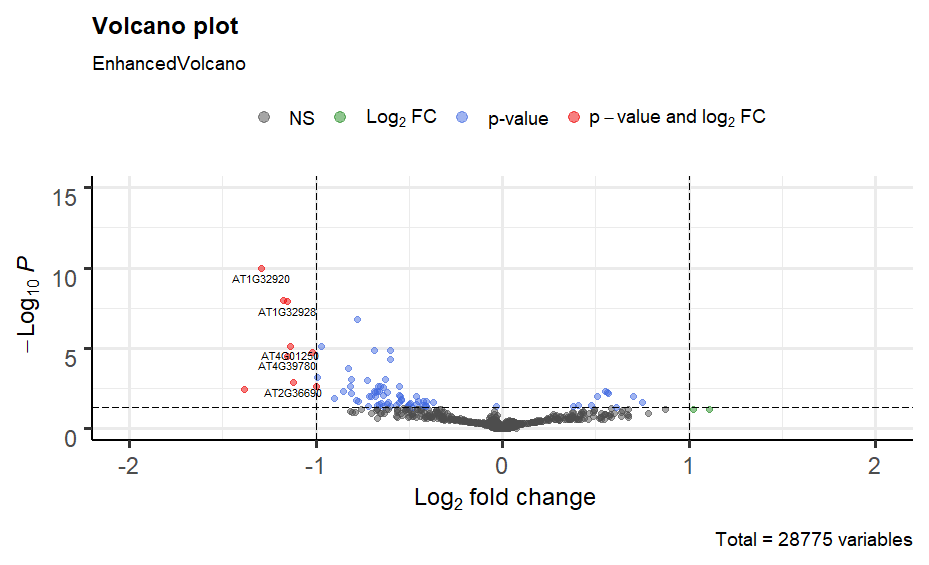 Volcano plot
EnhancedVolcano
NS Log₂ FC p-value p − value and log₂ FC
15
10
5
0
−Log₁₀ P
AT1G32920
AT1G32928
AT4G01250
AT4G39780
AT2G36690
-2 -1 0 1 2
Log₂ fold change
Total = 28775 variables